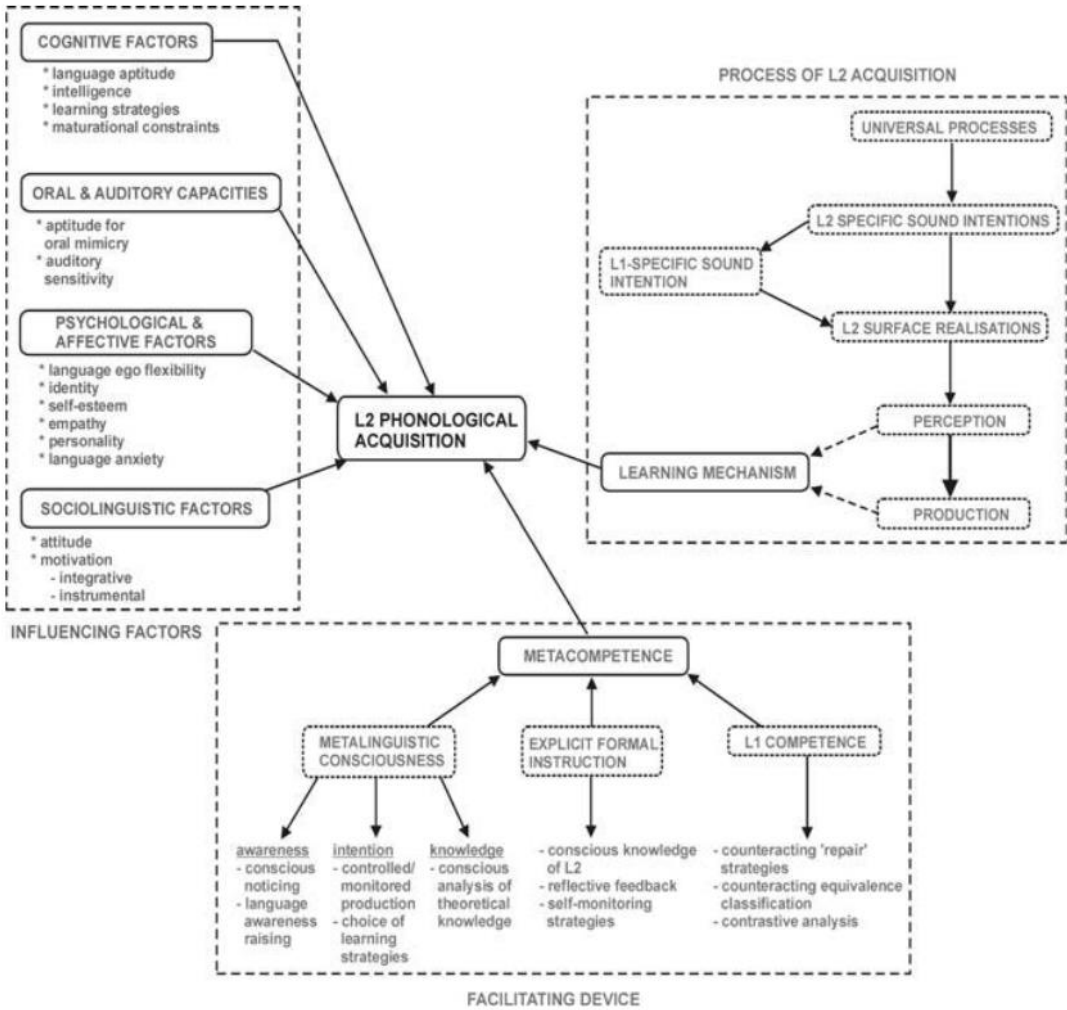 COGNITIVE FACTORS
* language aptitude
* intelligence
* learning strategies
* maturational constraints
ORAL & AUDITORY CAPACITIES
* aptitude for
oral mimicry
* auditory
sensitivity
PSYCHOLOGICAL &
AFFECTIVE FACTORS
* language ego flexibility
* identity
* self-esteem
* empathy
* personality
* language anxiety
SOCIOLINGUISTIC FACTORS
* attitude
* motivation
- integrative
- instrumental
INFLUENCING FACTORS
L2 PHONOLOGICAL
ACQUISITION
PROCESS OF L2 ACQUISITION
UNIVERSAL PROCESSES
L2 SPECIFIC SOUND INTENTIONS
L1-SPECIFIC SOUND
INTENTION
L2 SURFACE REALISATIONS
PERCEPTION
LEARNING MECHANISM
PRODUCTION
METACOMPETENCE
METALINGUISTIC
CONSCIOUSNESS
EXPLICIT FORMAL
INSTRUCTION
L1 COMPETENCE
awareness
- conscious
noticing
- language
awareness
raising
intention
- controlled/
monitored
production
- choice of
learning
strategies
knowledge
- conscious
analysis of
theoretical
knowledge
- conscious knowledge
of L2
- reflective feedback
- self-monitoring
strategies
- counteracting 'repair'
strategies
- counteracting equivalence
classification
- contrastive analysis
FACILITATING DEVICE